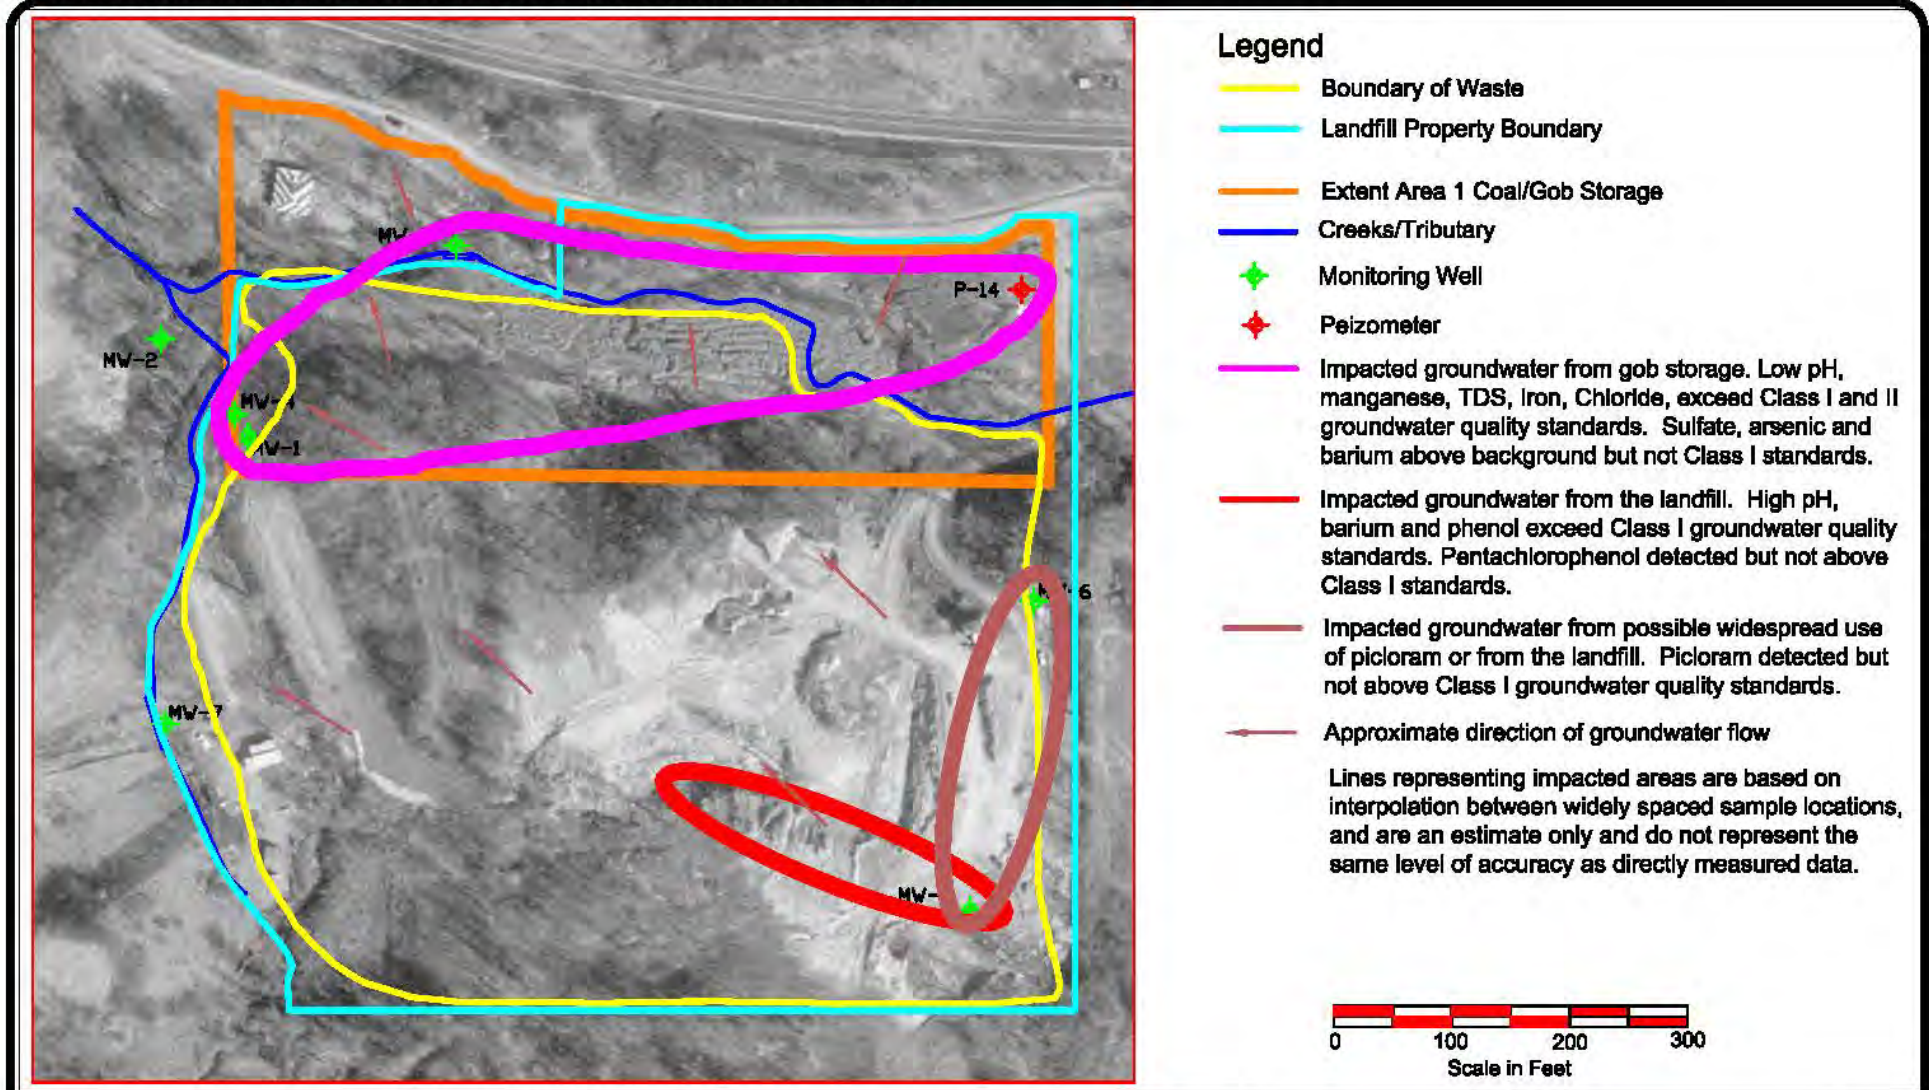 Legend
Boundary of Waste
Landfill Property Boundary
Extent Area 1 Coal/Gob Storage
Creeks/Tributary
Monitoring Well
Peizometer
Impacted groundwater from gob storage. Low pH,
manganese, TDS, Iron, Chloride, exceed Class I and II
groundwater quality standards. Sulfate, arsenic and
barium above background but not Class I standards.
Impacted groundwater from the landfill. High pH,
barium and phenol exceed Class I groundwater quality
standards. Pentachlorophenol detected but not above
Class I standards.
Impacted groundwater from possible widespread use
of picloram or from the landfill. Picloram detected but
not above Class I groundwater quality standards.
Approximate direction of groundwater flow
Lines representing impacted areas are based on
interpolation between widely spaced sample locations,
and are an estimate only and do not represent the
same level of accuracy as directly measured data.
0 100 200 300
Scale in Feet
MW-
P-14
MW-2
MW-4
MW-1
MW-6
MW-7
MW-